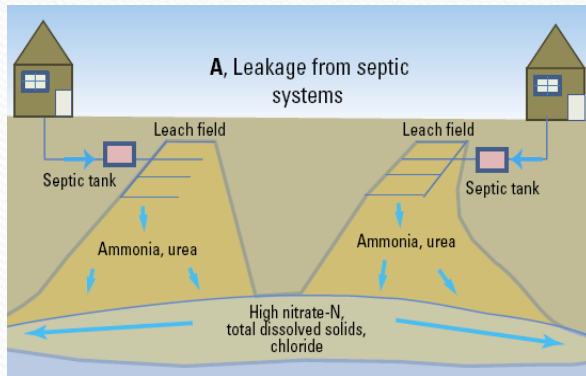 A, Leakage from septic
systems
Leach field
Leach field
Septic tank
Septic tank
Ammonia, urea
Ammonia, urea
High nitrate-N,
total dissolved solids,
chloride